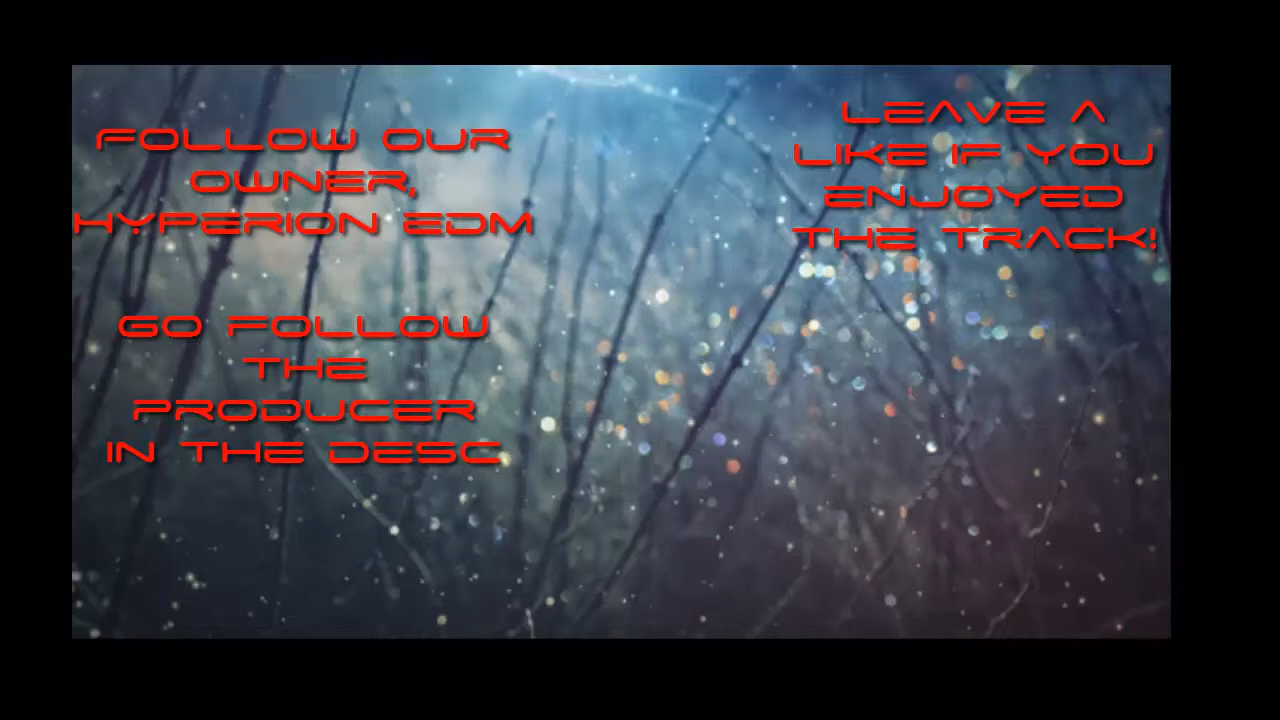 FOLLOW OUR
OWNER,
HYPERION EDM
GO FOLLOW
THE
PRODUCER
IN THE DESC
LEAVE A
LIKE IF YOU
ENJOYED
THE TRACK!